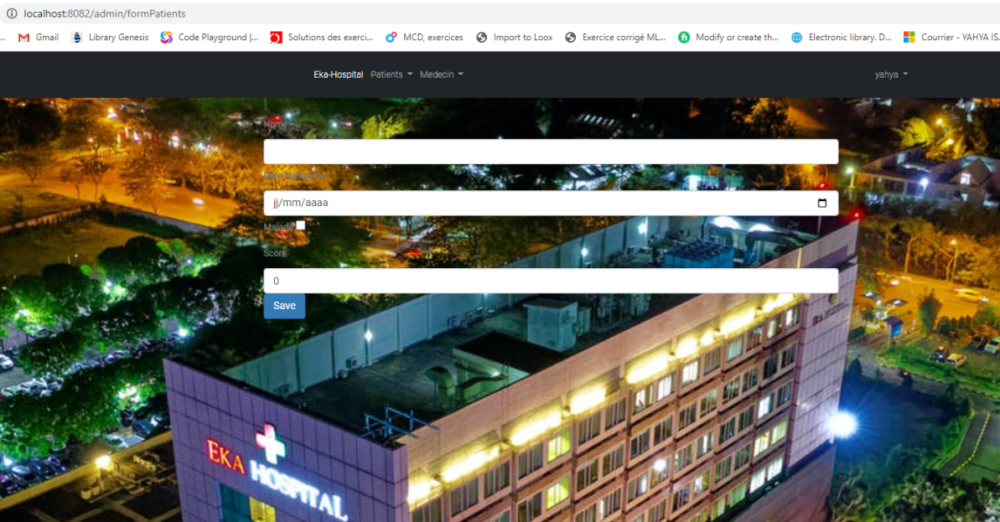 localhost:8082/admin/formPatients
... Gmail Library Genesis Code Playground |... Solutions des exerci... MCD, exercices Import to Loox Exercice corrigé ML... Modify or create th... Electronic library. D... Courrier - YAHYA IS.
Eka-Hospital Patients Medecin yahya
Nom
Date Naissance
jj/mm/aaaa
Malade
Score
0
Save
EKA HOSPITAL
EKA
HOSPITAL